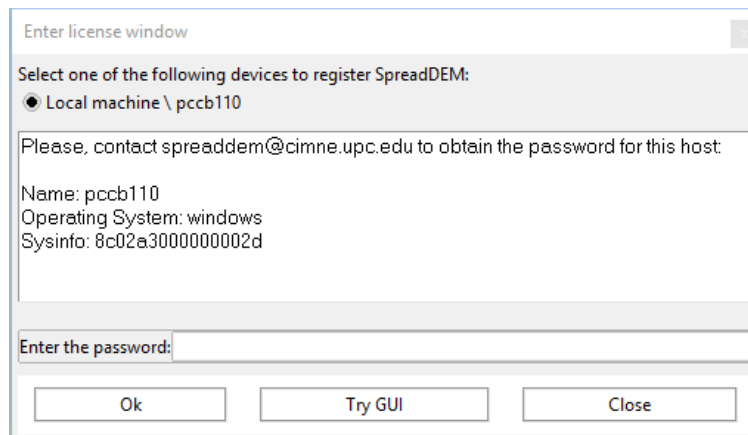 Enter license window
Select one of the following devices to register SpreadDEM:
Local machine \ pccb110
Please, contact spreaddem@cimne.upc.edu to obtain the password for this host:
Name: pccb110
Operating System: windows
Sysinfo: 8c02a3000000002d
Enter the password:
Ok Try GUI Close